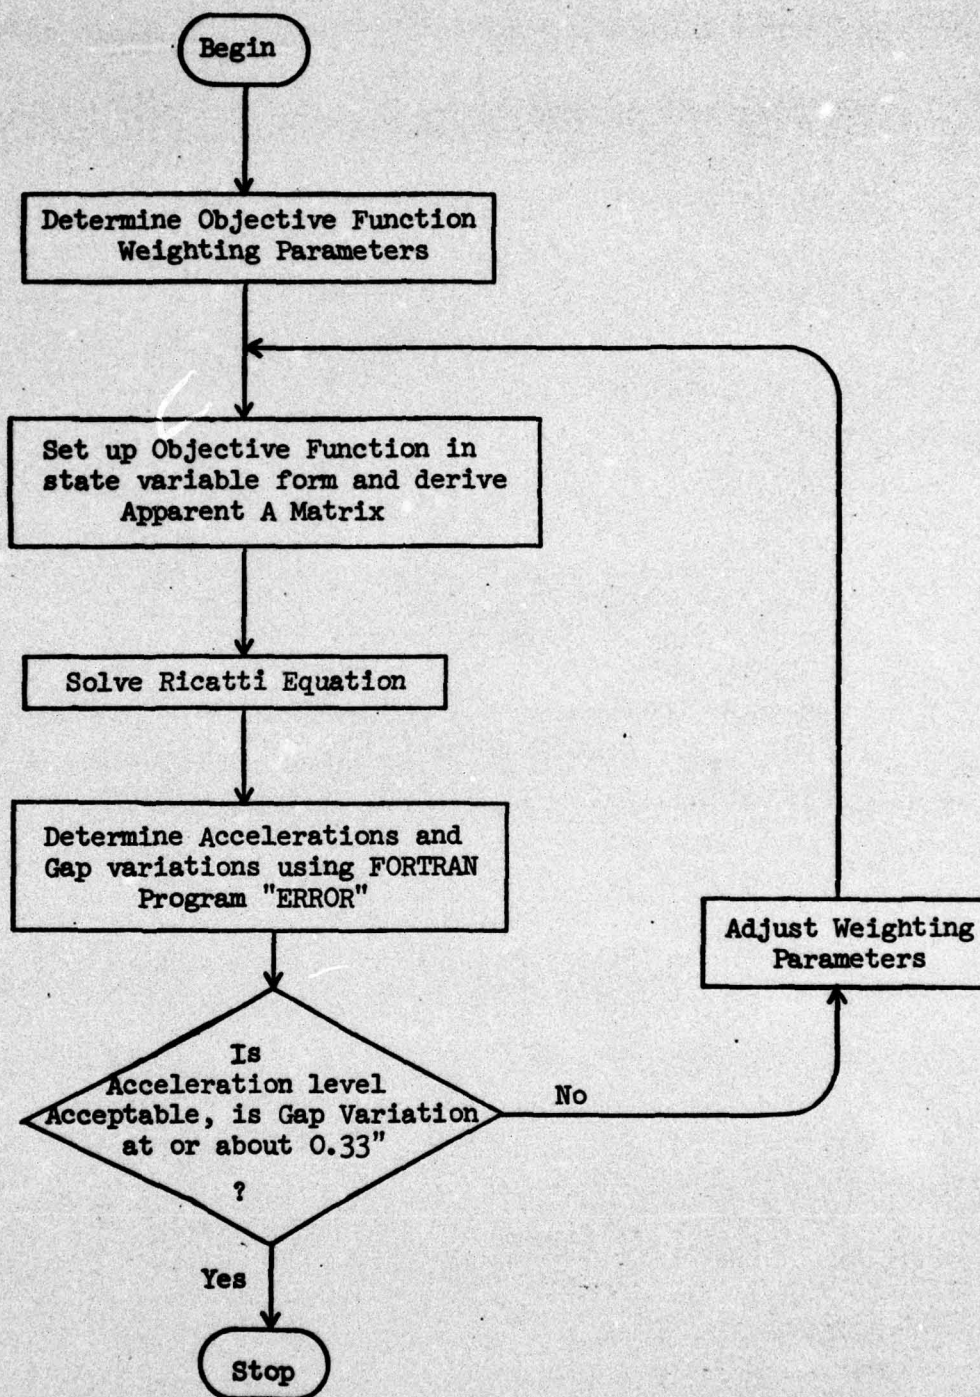 Begin
Determine Objective Function
Weighting Parameters
Set up Objective Function in
state variable form and derive
Apparent A Matrix
Solve Ricatti Equation
Determine Accelerations and
Gap variations using FORTRAN
Program "ERROR"
Adjust Weighting
Parameters
Is
Acceleration level
Acceptable, is Gap Variation
at or about 0.33"
?
No
Yes
Stop